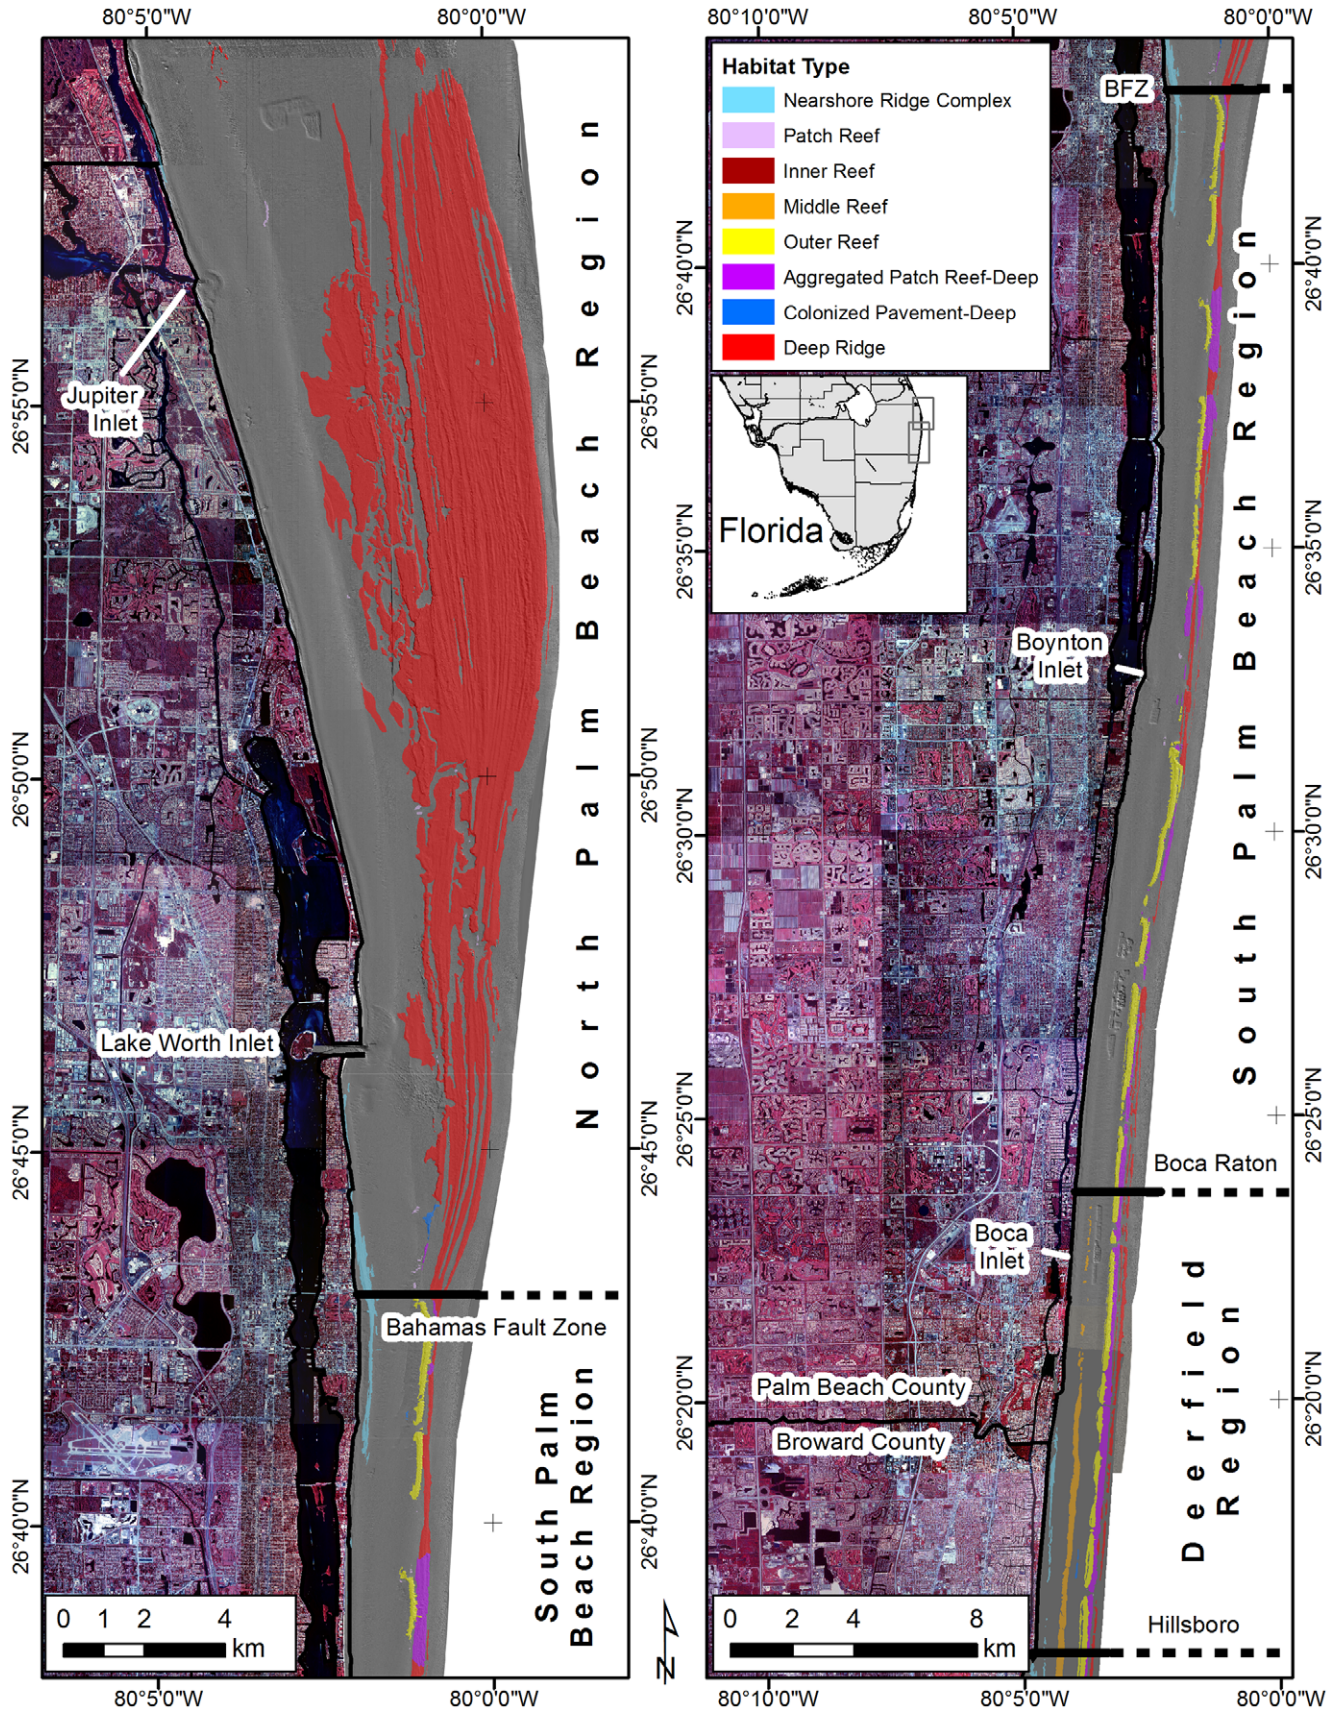 80°5'0"W
80°0'0"W
80°10'0"W
80°5'0"W
80°0'0"W
Habitat Type
Nearshore Ridge Complex
Patch Reef
Inner Reef
Middle Reef
Outer Reef
Aggregated Patch Reef-Deep
Colonized Pavement-Deep
Deep Ridge
Florida
BFZ
North Palm Beach Region
Jupiter
Inlet
26°55'0"N
26°55'0"N
26°50'0"N
26°50'0"N
Lake Worth Inlet
26°45'0"N
26°45'0"N
Bahamas Fault Zone
South Palm
Beach Region
26°40'0"N
26°40'0"N
0 1 2 4
km
80°5'0"W
80°0'0"W
N
26°40'0"N
26°40'0"N
South Palm Beach Region
26°35'0"N
26°35'0"N
Boynton
Inlet
26°30'0"N
26°30'0"N
26°25'0"N
26°25'0"N
Boca Raton
Boca
Inlet
Deerfield
Region
Palm Beach County
26°20'0"N
26°20'0"N
Broward County
Hillsboro
0 2 4 8
km
80°10'0"W
80°5'0"W
80°0'0"W